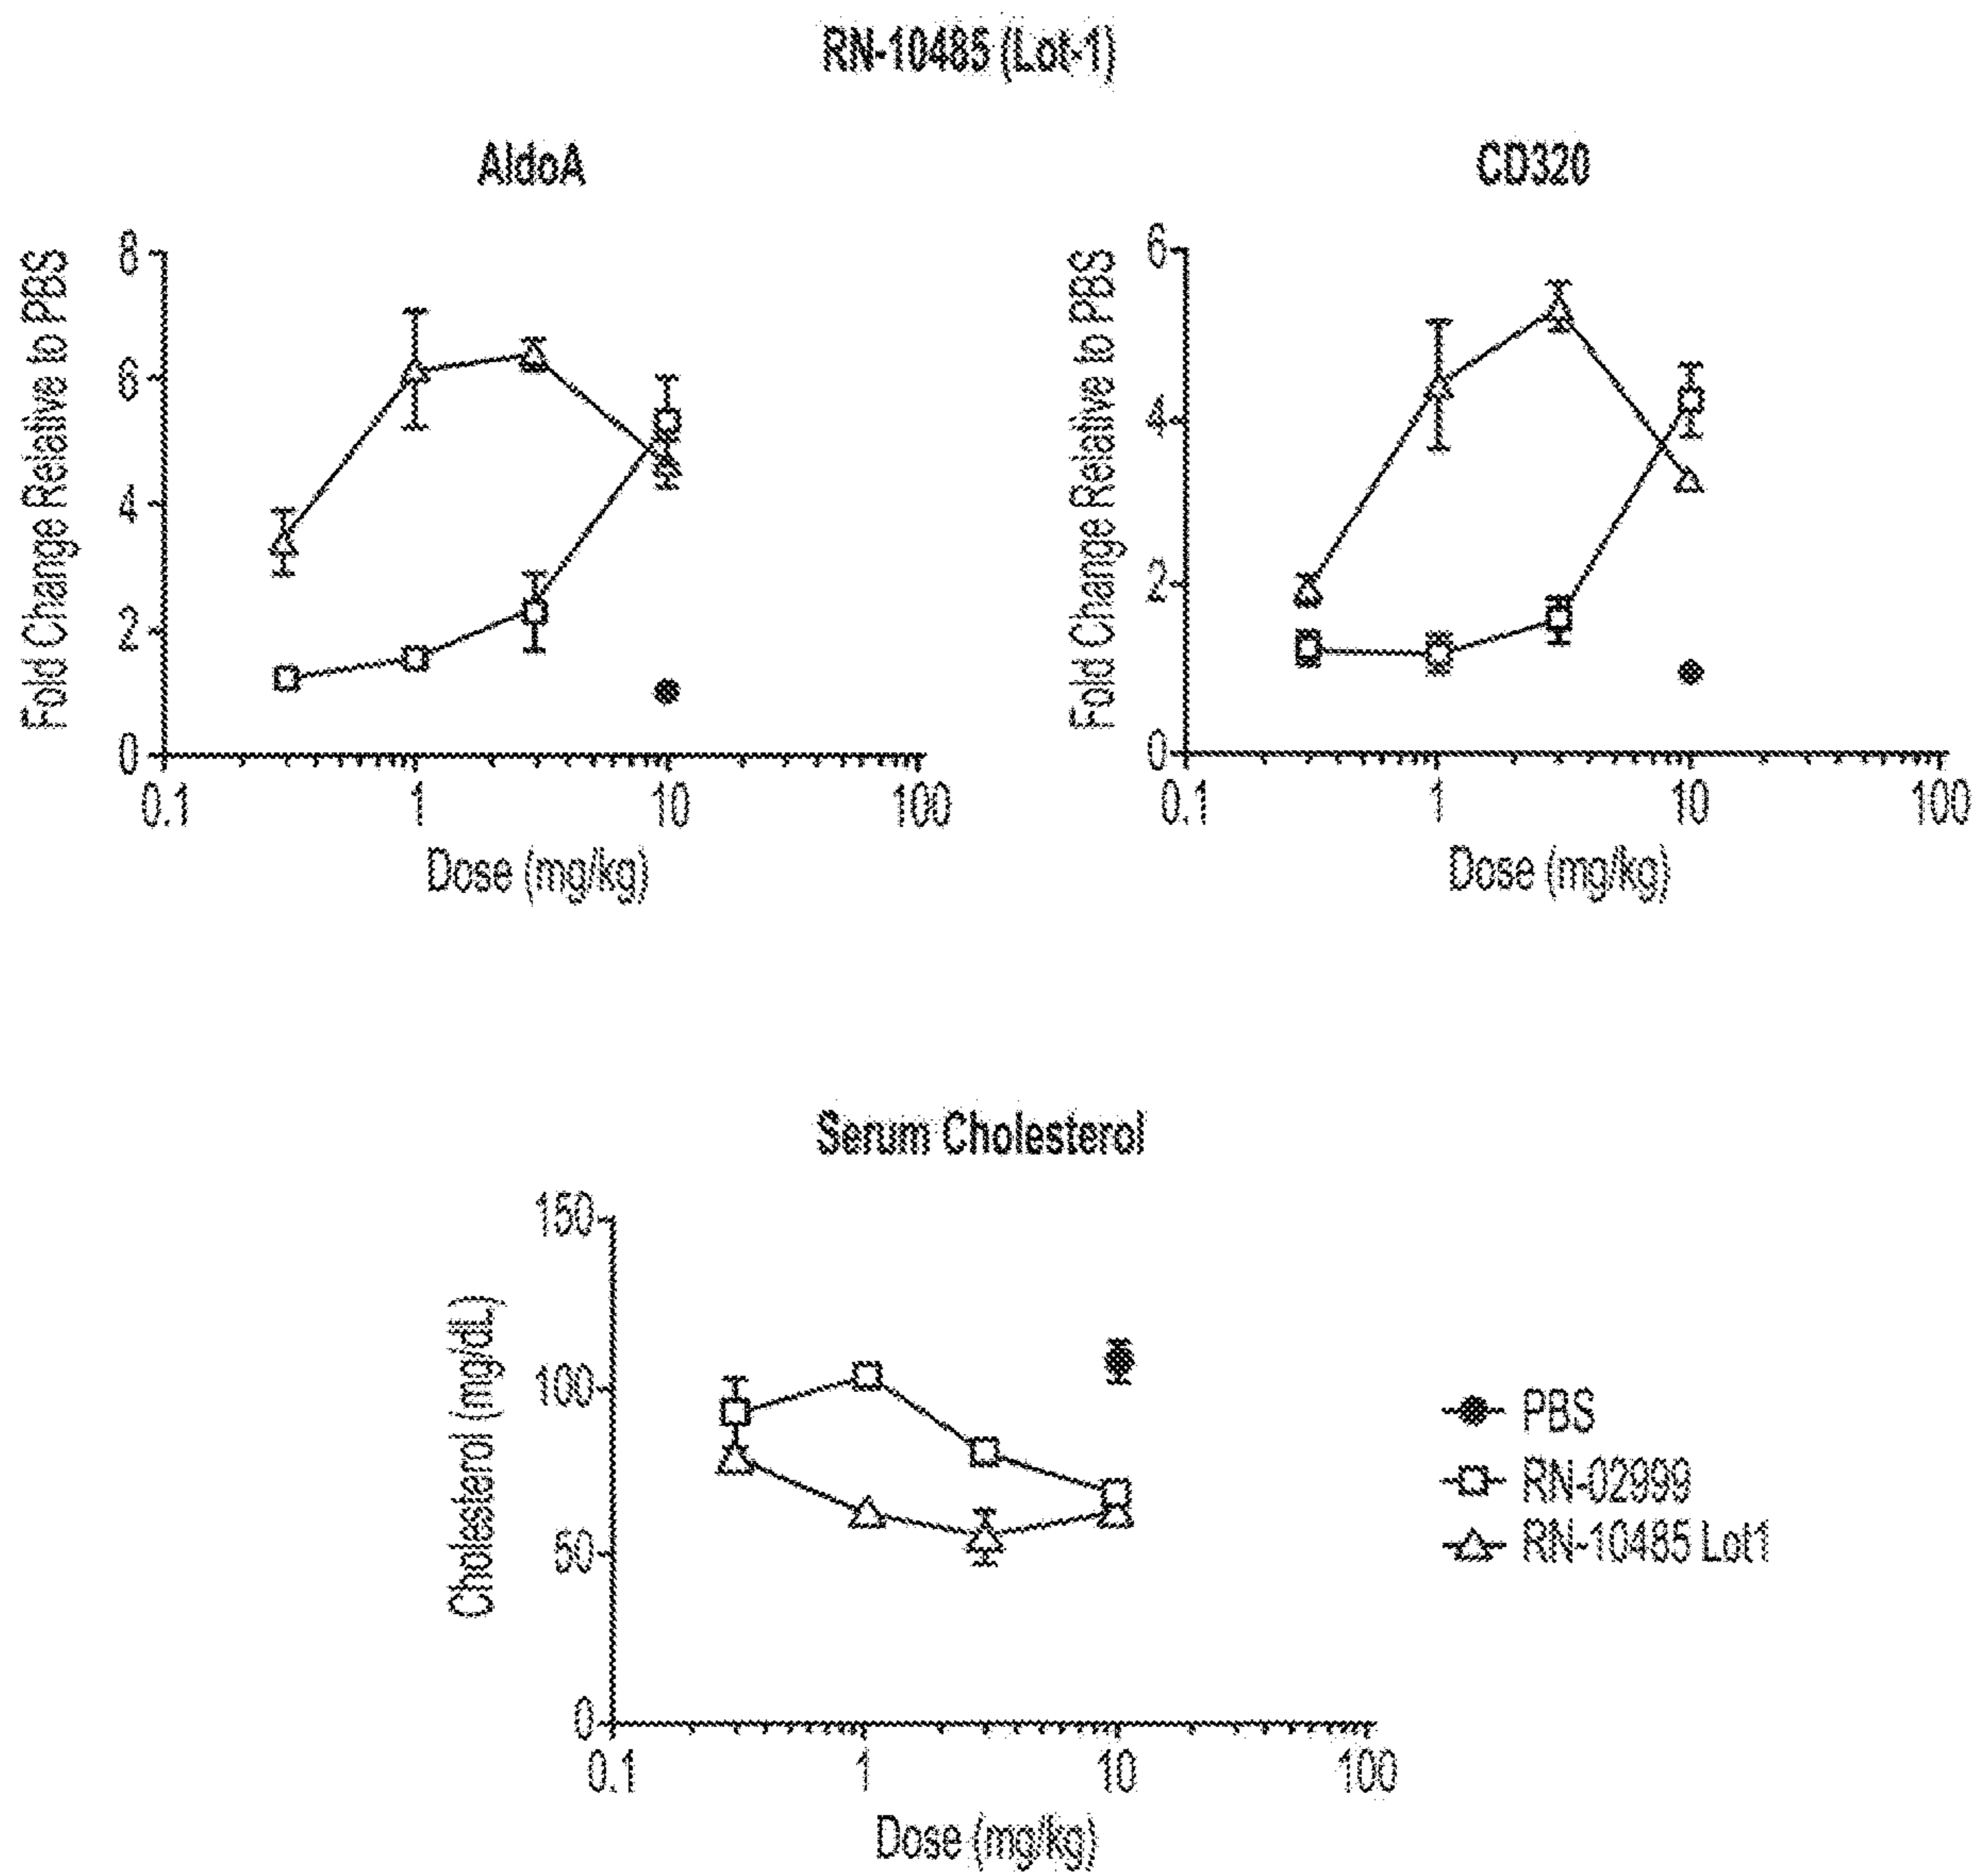 RN-10485 (Lot-1)
AldoA
Fold Change Relative to PBS
8
6
4
2
0
0.1 1 10 100
Dose (mg/kg)
CD320
Fold Change Relative to PBS
6
4
2
0
0.1 1 10 100
Dose (mg/kg)
Serum Cholesterol
Cholesterol (mg/dL)
150
100
50
0
0.1 1 10 100
Dose (mg/kg)
PBS
RN-02999
RN-10485 Lot1